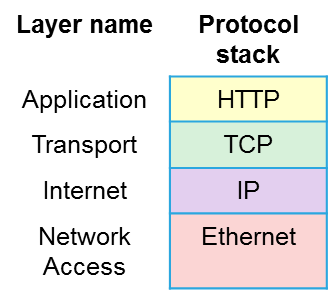 Layer name Protocol
stack
Application HTTP
Transport TCP
Internet IP
Network Ethernet
Access